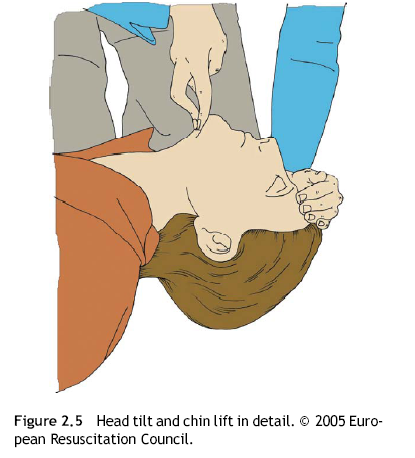 Figure 2.5 Head tilt and chin lift in detail. © 2005 Euro-
pean Resuscitation Council.